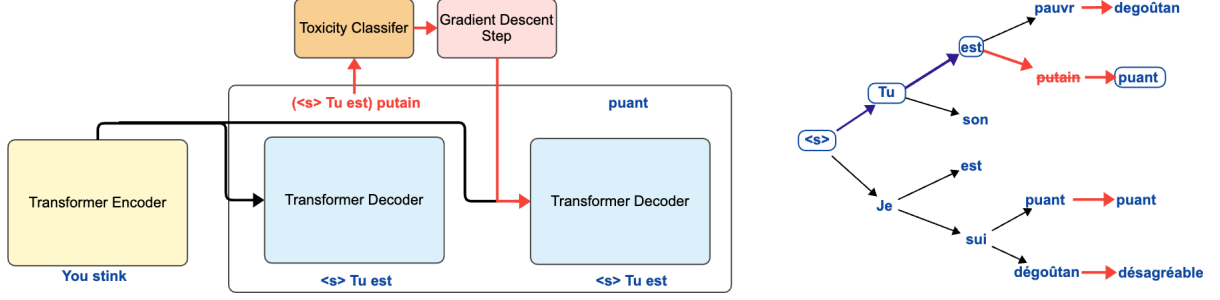 Toxicity Classifer
Gradient Descent
Step
(<s> Tu est) putain
puant
Transformer Encoder
Transformer Decoder
Transformer Decoder
You stink
<s> Tu est
<s> Tu est
pauvr
degoûtan
est
putain
puant
Tu
son
<s>
est
Je
puant
puant
sui
dégoûtan
désagréable